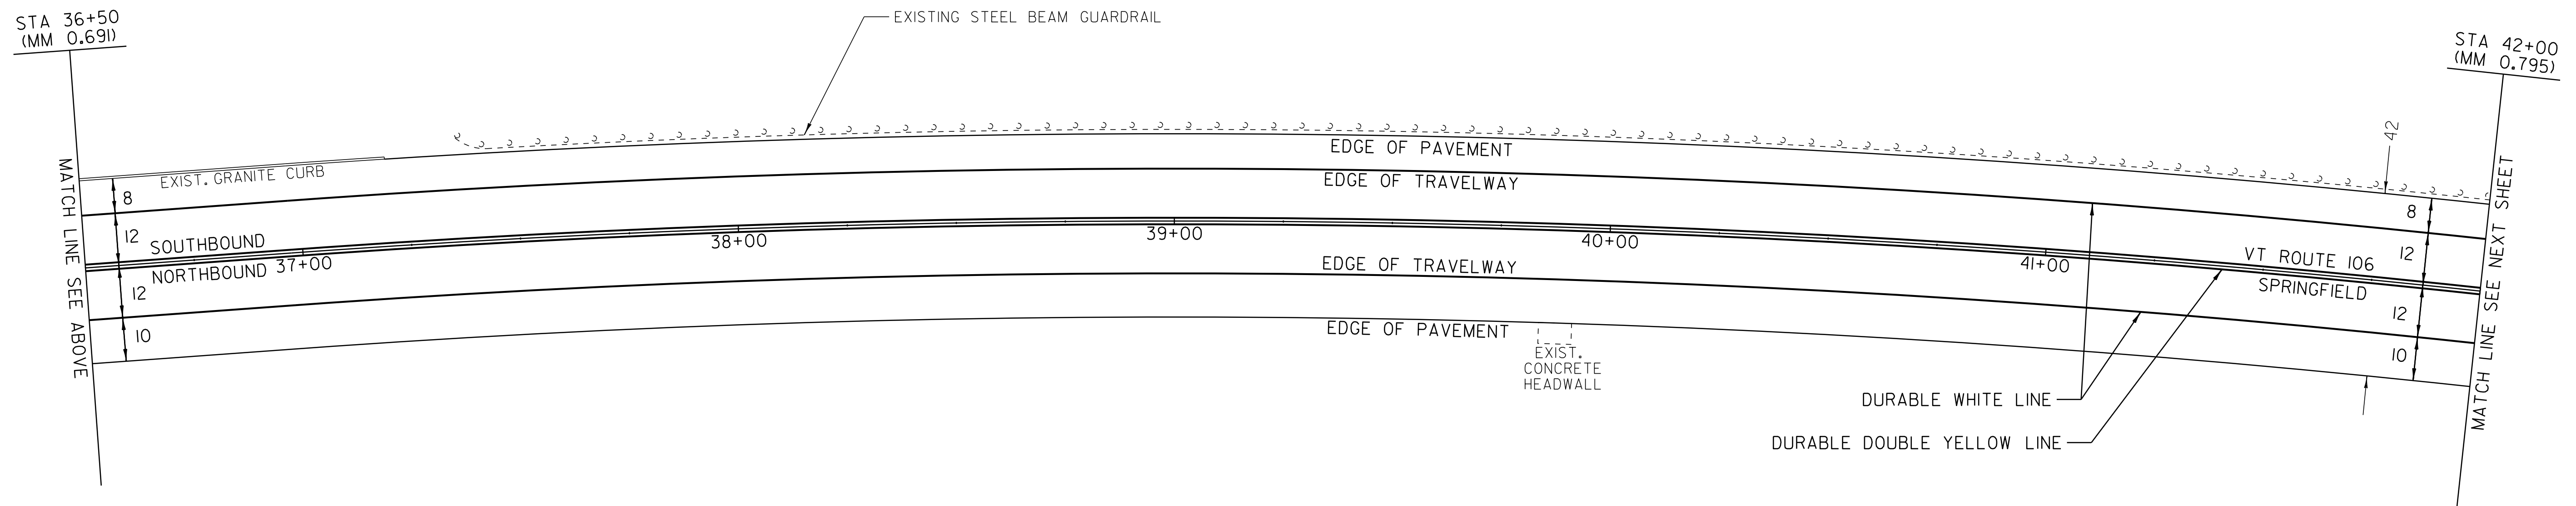 STA 36+50
(MM 0.691)
EXISTING STEEL BEAM GUARDRAIL
STA 42+00
(MM 0.795)
MATCH LINE SEE ABOVE
EXIST. GRANITE CURB
EDGE OF PAVEMENT
EDGE OF TRAVELWAY
42
8
12
SOUTHBOUND
NORTHBOUND
12
10
37+00
38+00
39+00
40+00
41+00
EDGE OF TRAVELWAY
EDGE OF PAVEMENT
EXIST.
CONCRETE
HEADWALL
8
12
VT ROUTE 106
SPRINGFIELD
12
10
DURABLE WHITE LINE
DURABLE DOUBLE YELLOW LINE
MATCH LINE SEE NEXT SHEET